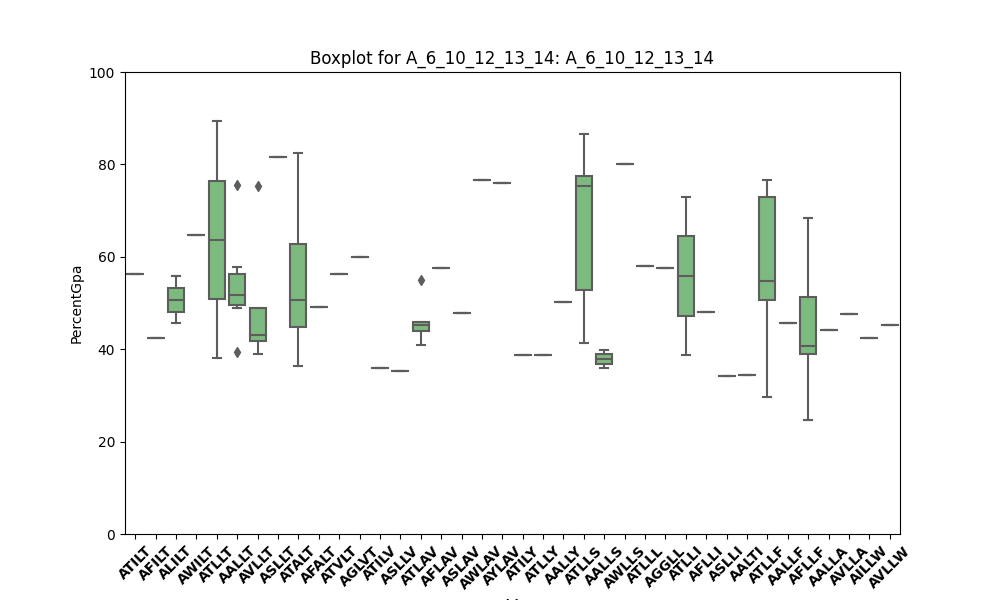 Boxplot for A_6_10_12_13_14: A_6_10_12_13_14
PercentGpa
100
80
60
40
20
0
ATILT
AFILT
ALILT
AWILT
ATLLT
AALLT
AVLLT
ASLLT
ATALT
AFALT
ATVLT
AGLVT
ATILV
ASLLV
ATLAV
AFLAV
ASLAV
AWLAV
AYLAV
ATILY
ATLLY
AALLY
ATLLS
AALLS
AWLLS
ATLLL
AGGLL
ATLLI
AFLLI
ASLLI
AALTI
ATLLF
AALLF
AFLLF
AALLA
AVLLA
AILLW
AVLLW